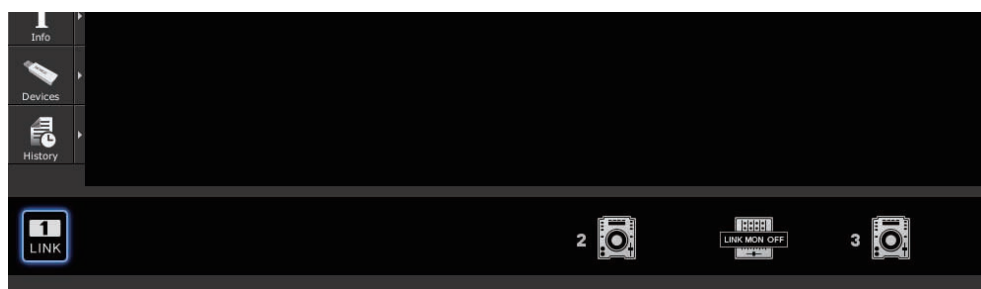 Info
Devices
History
1
LINK
2
LINK MON OFF
3